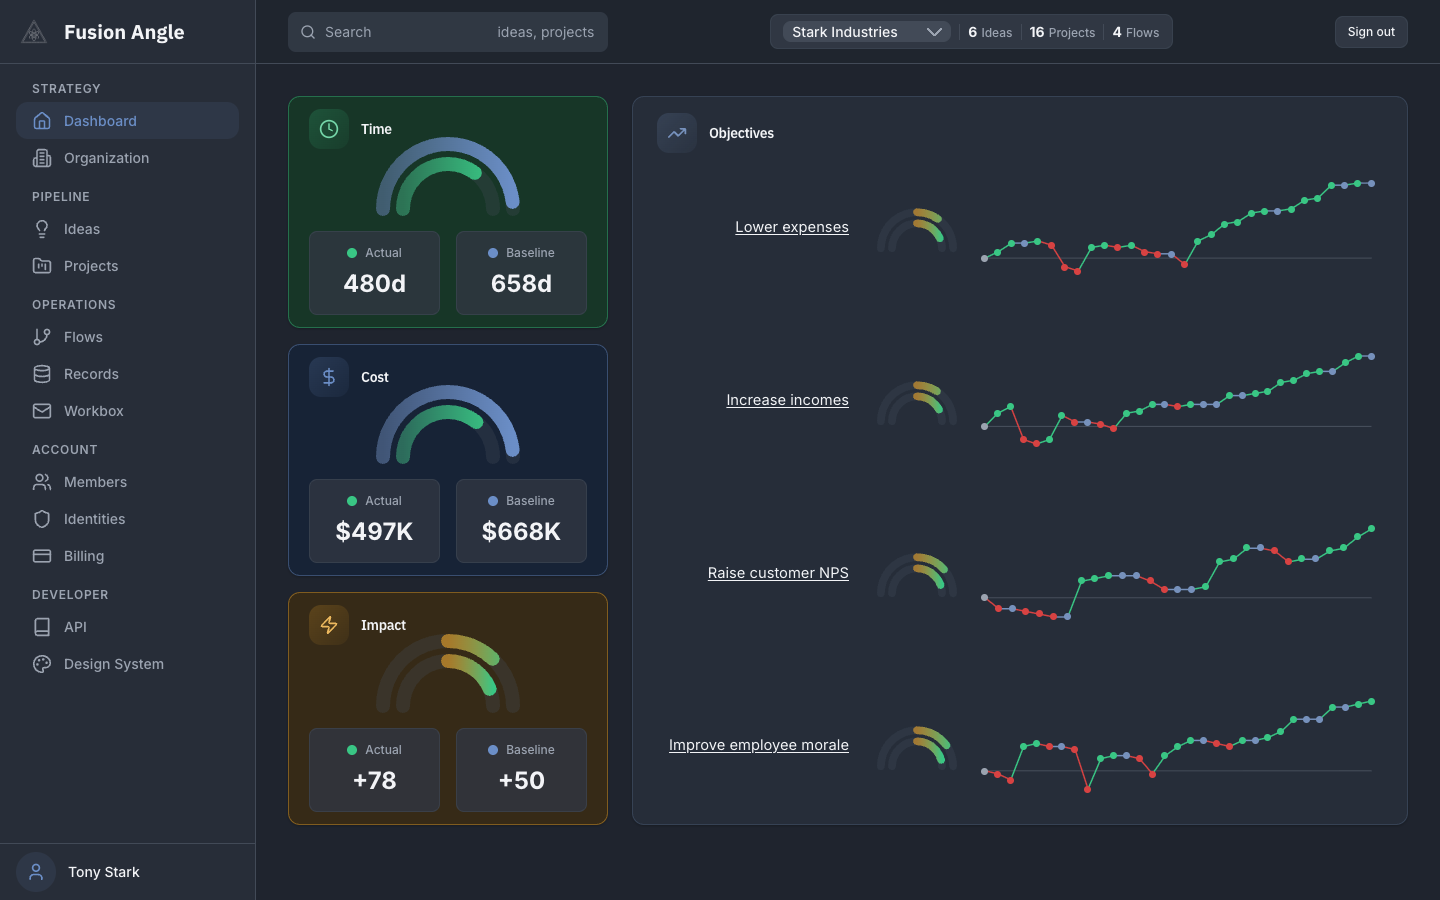 Fusion Angle
Search
ideas, projects
Stark Industries
6 Ideas
16 Projects
4 Flows
Sign out
STRATEGY
Dashboard
Organization
PIPELINE
Ideas
Projects
OPERATIONS
Flows
Records
Workbox
ACCOUNT
Members
Identities
Billing
DEVELOPER
API
Design System
Tony Stark
Time
Actual
480d
Baseline
658d
Cost
Actual
$497K
Baseline
$668K
Impact
Actual
+78
Baseline
+50
Objectives
Lower expenses
Increase incomes
Raise customer NPS
Improve employee morale